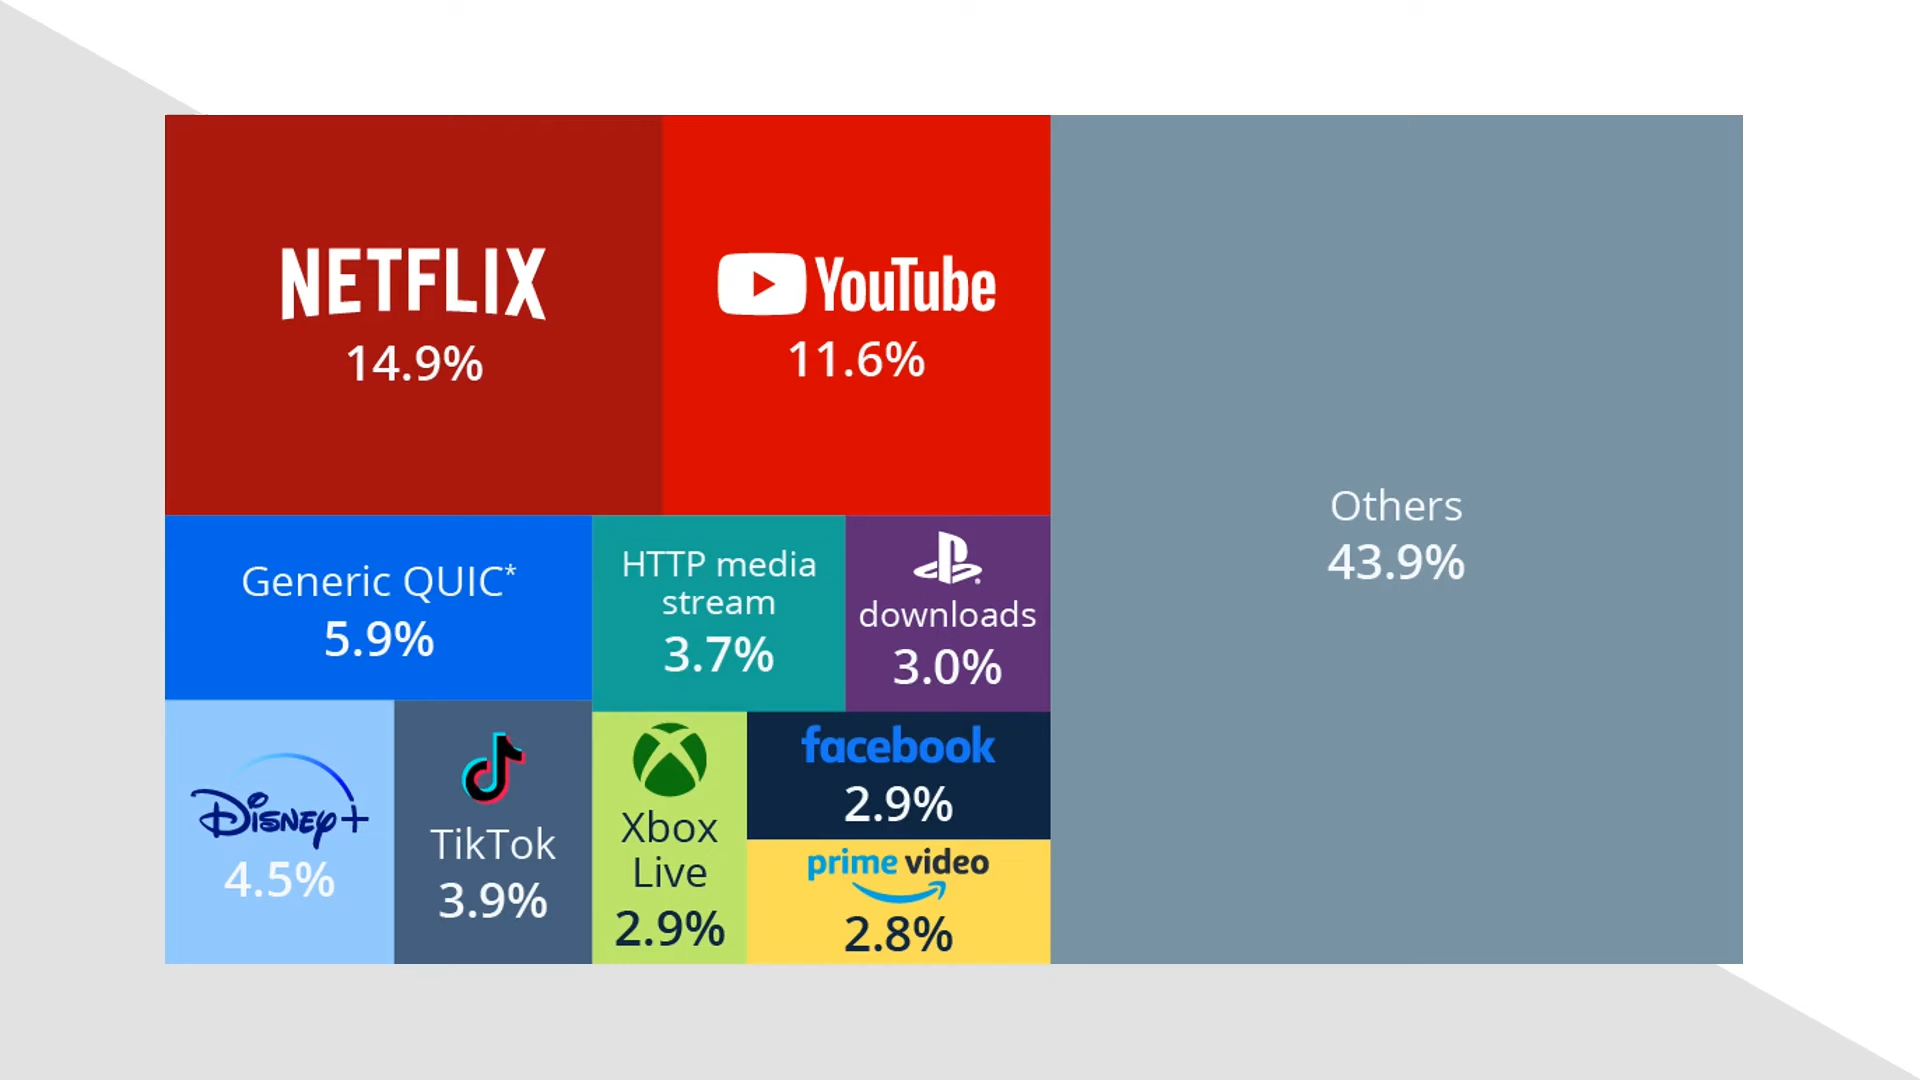 NETFLIX
14.9%
YouTube
11.6%
Generic QUIC*
5.9%
HTTP media
stream
3.7%
downloads
3.0%
Disney+
4.5%
TikTok
3.9%
Xbox
Live
2.9%
facebook
2.9%
prime video
2.8%
Others
43.9%